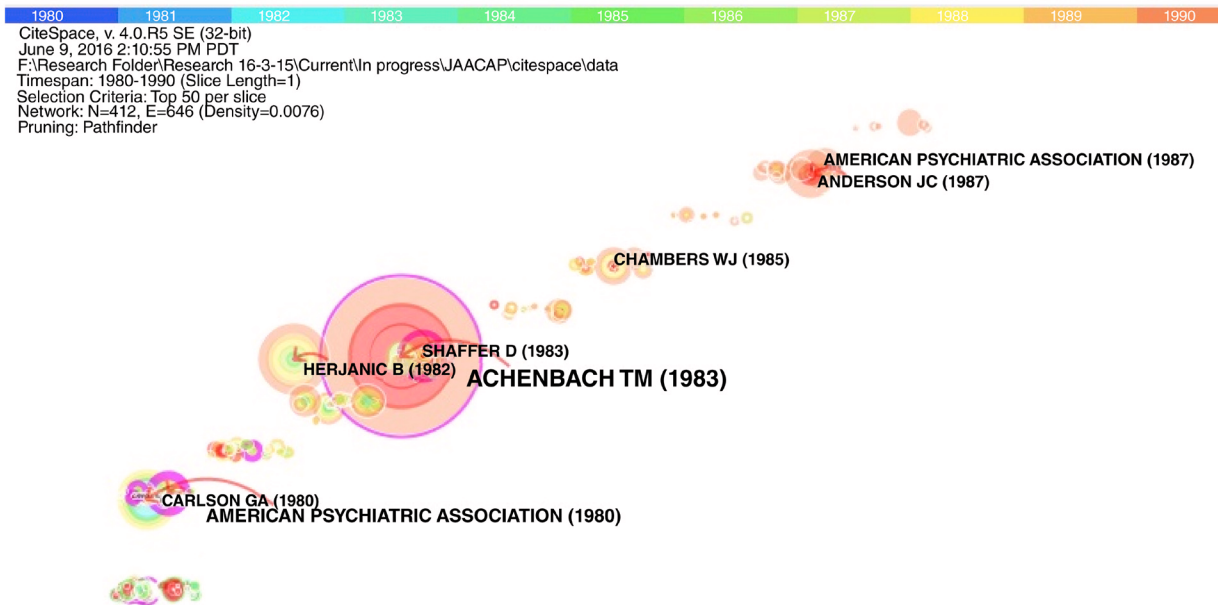 1980 1981 1982 1983 1984 1985 1986 1987 1988 1989 1990
CiteSpace, v. 4.0.R5 SE (32-bit)
June 9, 2016 2:10:55 PM PDT
F:\Research Folder\Research 16-3-15\Current\In progress\JAACAP\citespace\data
Timespan: 1980-1990 (Slice Length=1)
Selection Criteria: Top 50 per slice
Network: N=412, E=646 (Density=0.0076)
Pruning: Pathfinder
AMERICAN PSYCHIATRIC ASSOCIATION (1987)
ANDERSON JC (1987)
CHAMBERS WJ (1985)
SHAFFER D (1983)
HERJANIC B (1982)
ACHENBACH TM (1983)
CARLSON GA (1980)
AMERICAN PSYCHIATRIC ASSOCIATION (1980)